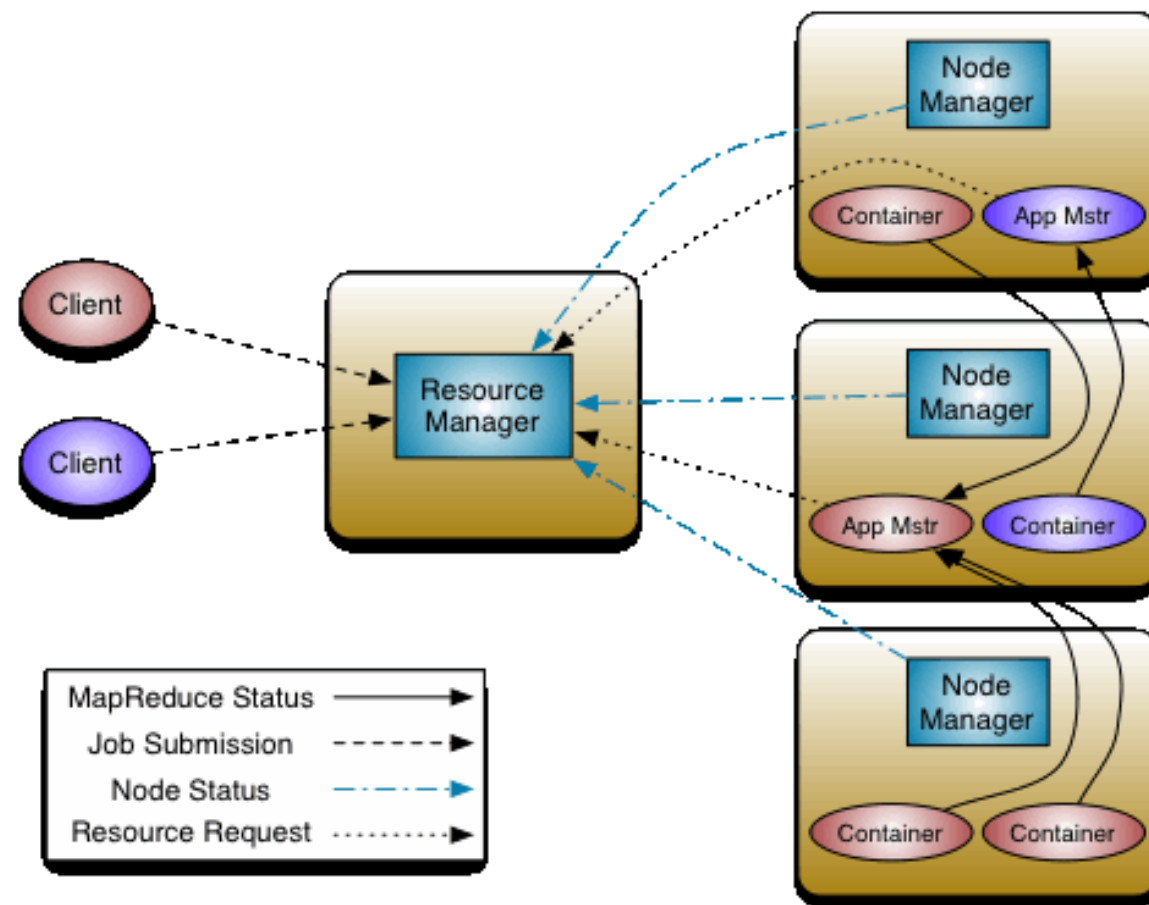 Node
Manager
Container
App Mstr
Client
Client
Resource
Manager
Node
Manager
App Mstr
Container
Node
Manager
Container
Container
MapReduce Status
Job Submission
Node Status
Resource Request